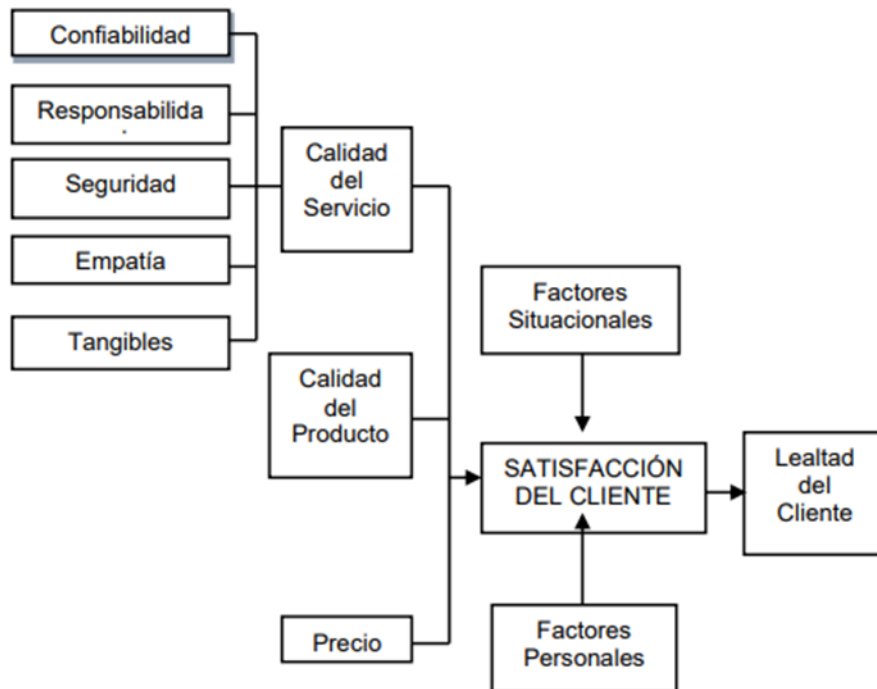 Confiabilidad
Responsabilida
Seguridad
Empatía
Tangibles
Calidad
del
Servicio
Calidad
del
Producto
Precio
Factores
Situacionales
SATISFACCIÓN
DEL CLIENTE
Factores
Personales
Lealtad
del
Cliente